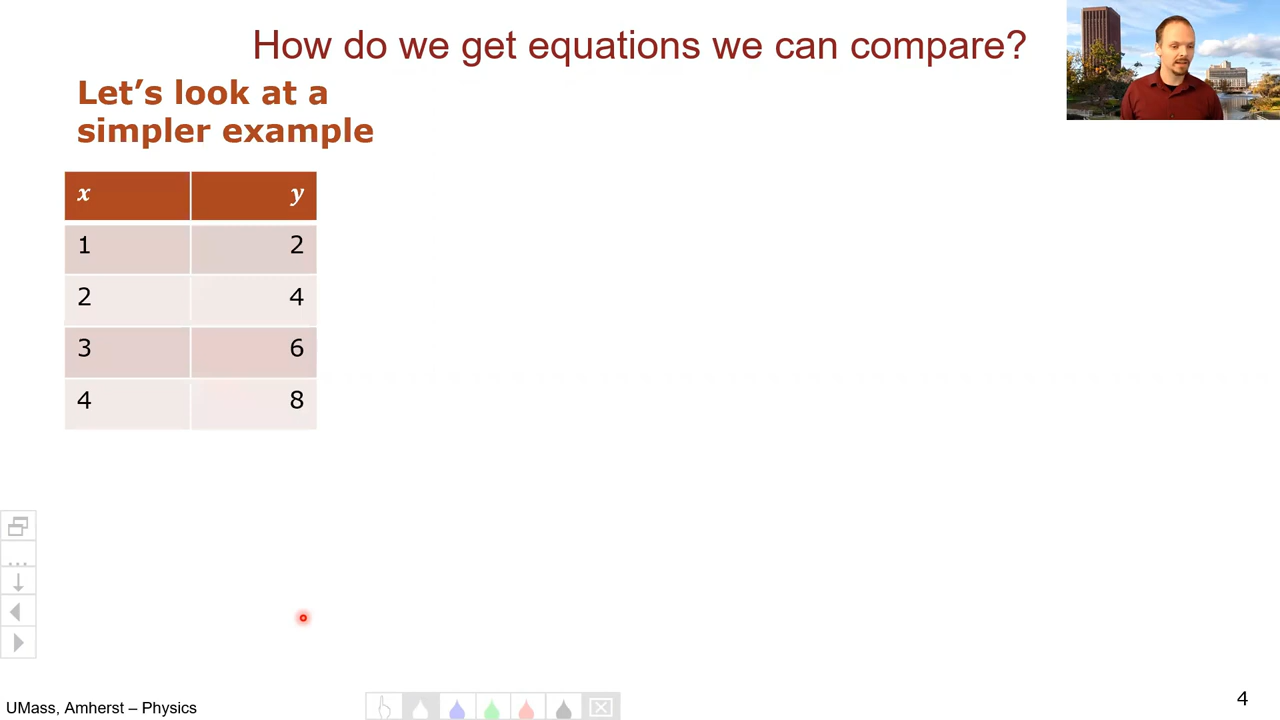 How do we get equations we can compare?
Let’s look at a
simpler example
x y
1 2
2 4
3 6
4 8
UMass, Amherst – Physics
4